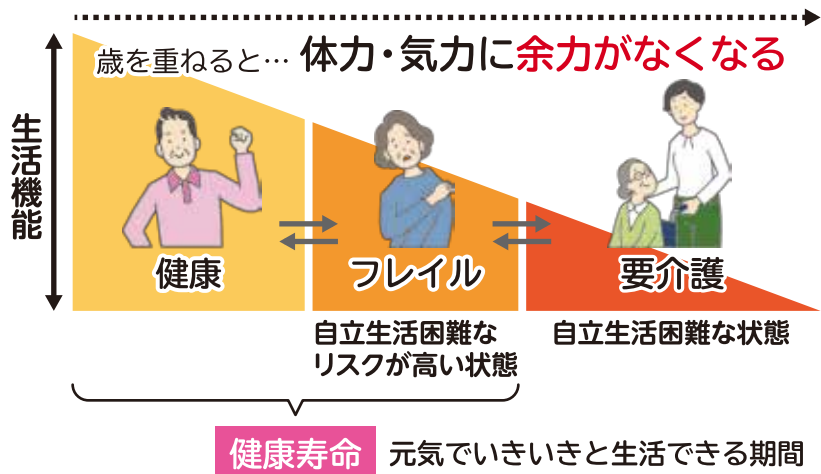 歳を重ねると… 体力・気力に余力がなくなる
生活機能
健康
フレイル
要介護
自立生活困難な
リスクが高い状態
自立生活困難な状態
健康寿命 元気でいきいきと生活できる期間